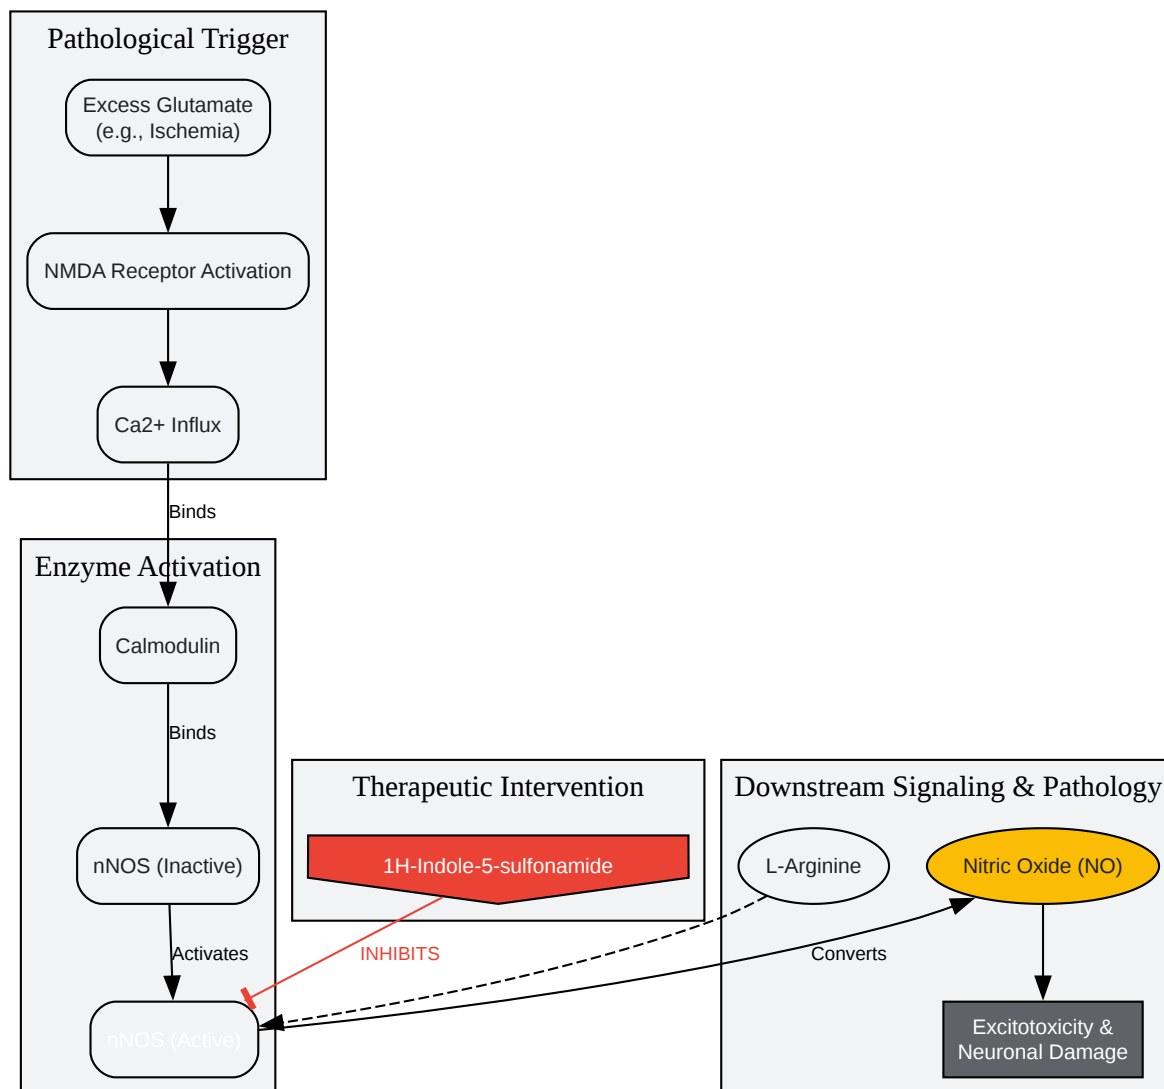 Pathological Trigger
Excess Glutamate
(e.g., Ischemia)
NMDA Receptor Activation
Ca2+ Influx
Binds
Enzyme Activation
Calmodulin
Binds
nNOS (Inactive)
Activates
nNOS (Active)
Therapeutic Intervention
1H-Indole-5-sulfonamide
INHIBITS
Downstream Signaling & Pathology
L-Arginine
Nitric Oxide (NO)
Converts
Excitotoxicity &
Neuronal Damage